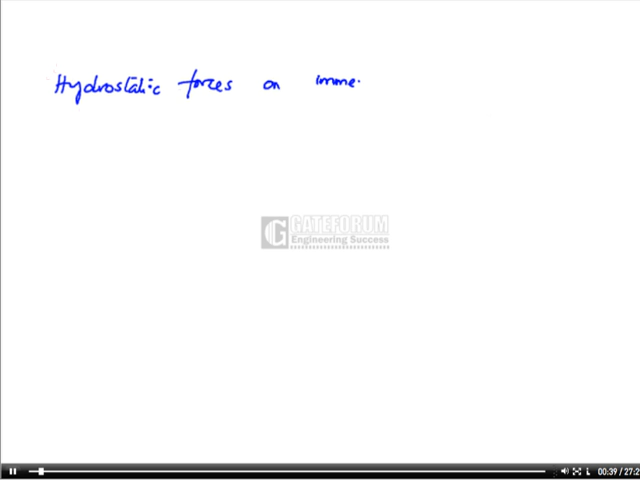 Hydrostatic forces on imme.
GATEFORUM
Engineering Success
00:39 / 27:2